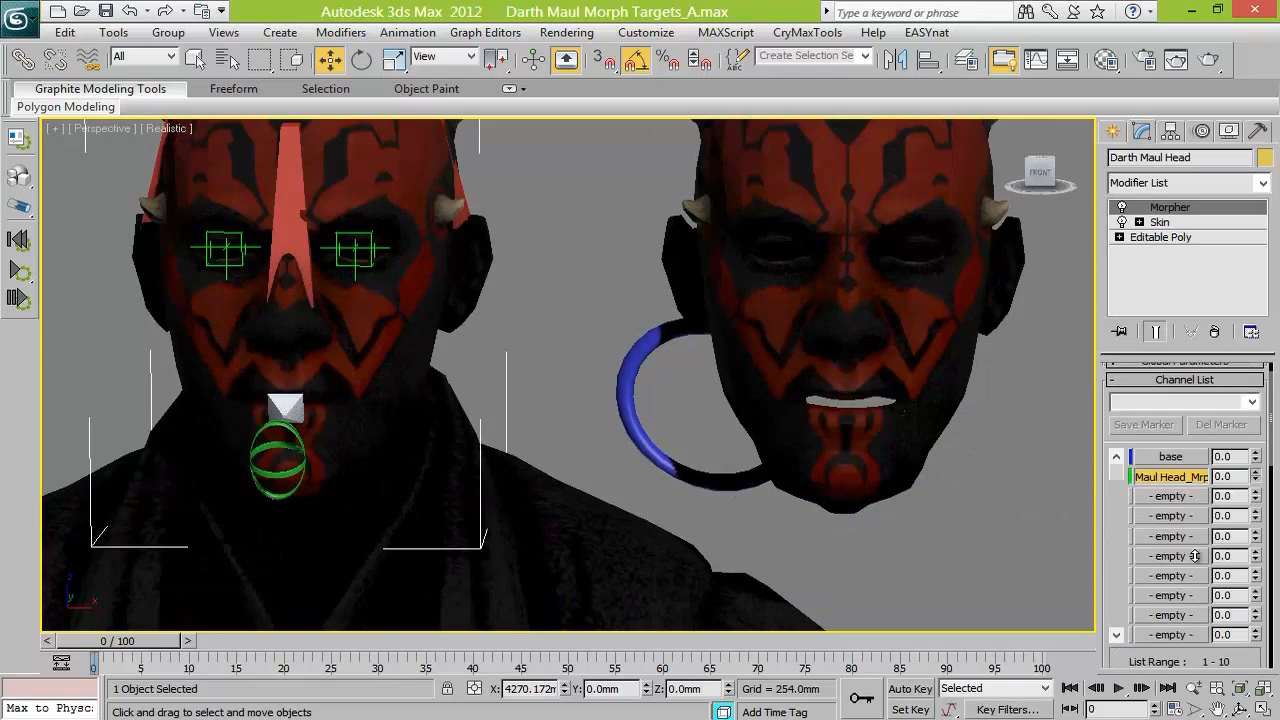 Autodesk 3ds Max 2012 Darth Maul Morph Targets_A.max
Type a keyword or phrase
Edit Tools Group Views Create Modifiers Animation Graph Editors Rendering Customize MAXScript CryMaxTools Help EASYnat
All View 3 Create Selection Se
Graphite Modeling Tools Freeform Selection Object Paint
Polygon Modeling
[ + ] [ Perspective ] [ Realistic ]
FRONT
Darth Maul Head
Modifier List
Morpher
Skin
Editable Poly
Global Parameters
- Channel List
Save Marker Del Marker
base 0.0
Maul Head_Mrp 0.0
- empty - 0.0
- empty - 0.0
- empty - 0.0
- empty 0.0
- empty - 0.0
- empty - 0.0
- empty - 0.0
- empty - 0.0
List Range : 1 - 10
z
y x
< 0 / 100 >
0 5 10 15 20 25 30 35 40 45 50 55 60 65 70 75 80 85 90 95 100
1 Object Selected X: 4270.172m Y: 0.0mm Z: 0.0mm Grid = 254.0mm Auto Key Selected
Max to Physc Click and drag to select and move objects Add Time Tag Set Key Key Filters... 0